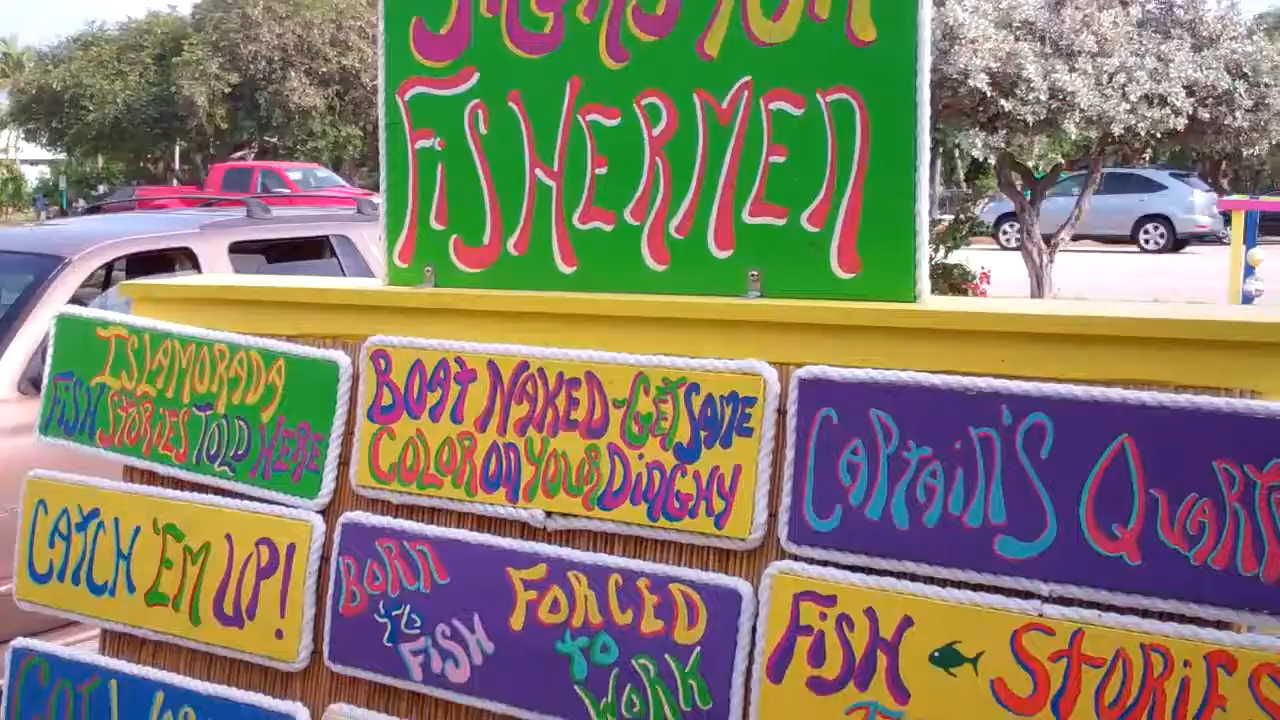 FiSHERMEN
ISLAMORADA
FISH STORIES TOLD HERE
BOAT NAKED-GET SOME
COLOR ON YOUR DiNGHY
CAPtAiN'S
CATCH 'EM UP!
BORN
to
FISH
FORCED
to
WORK
FiSH
StORiES